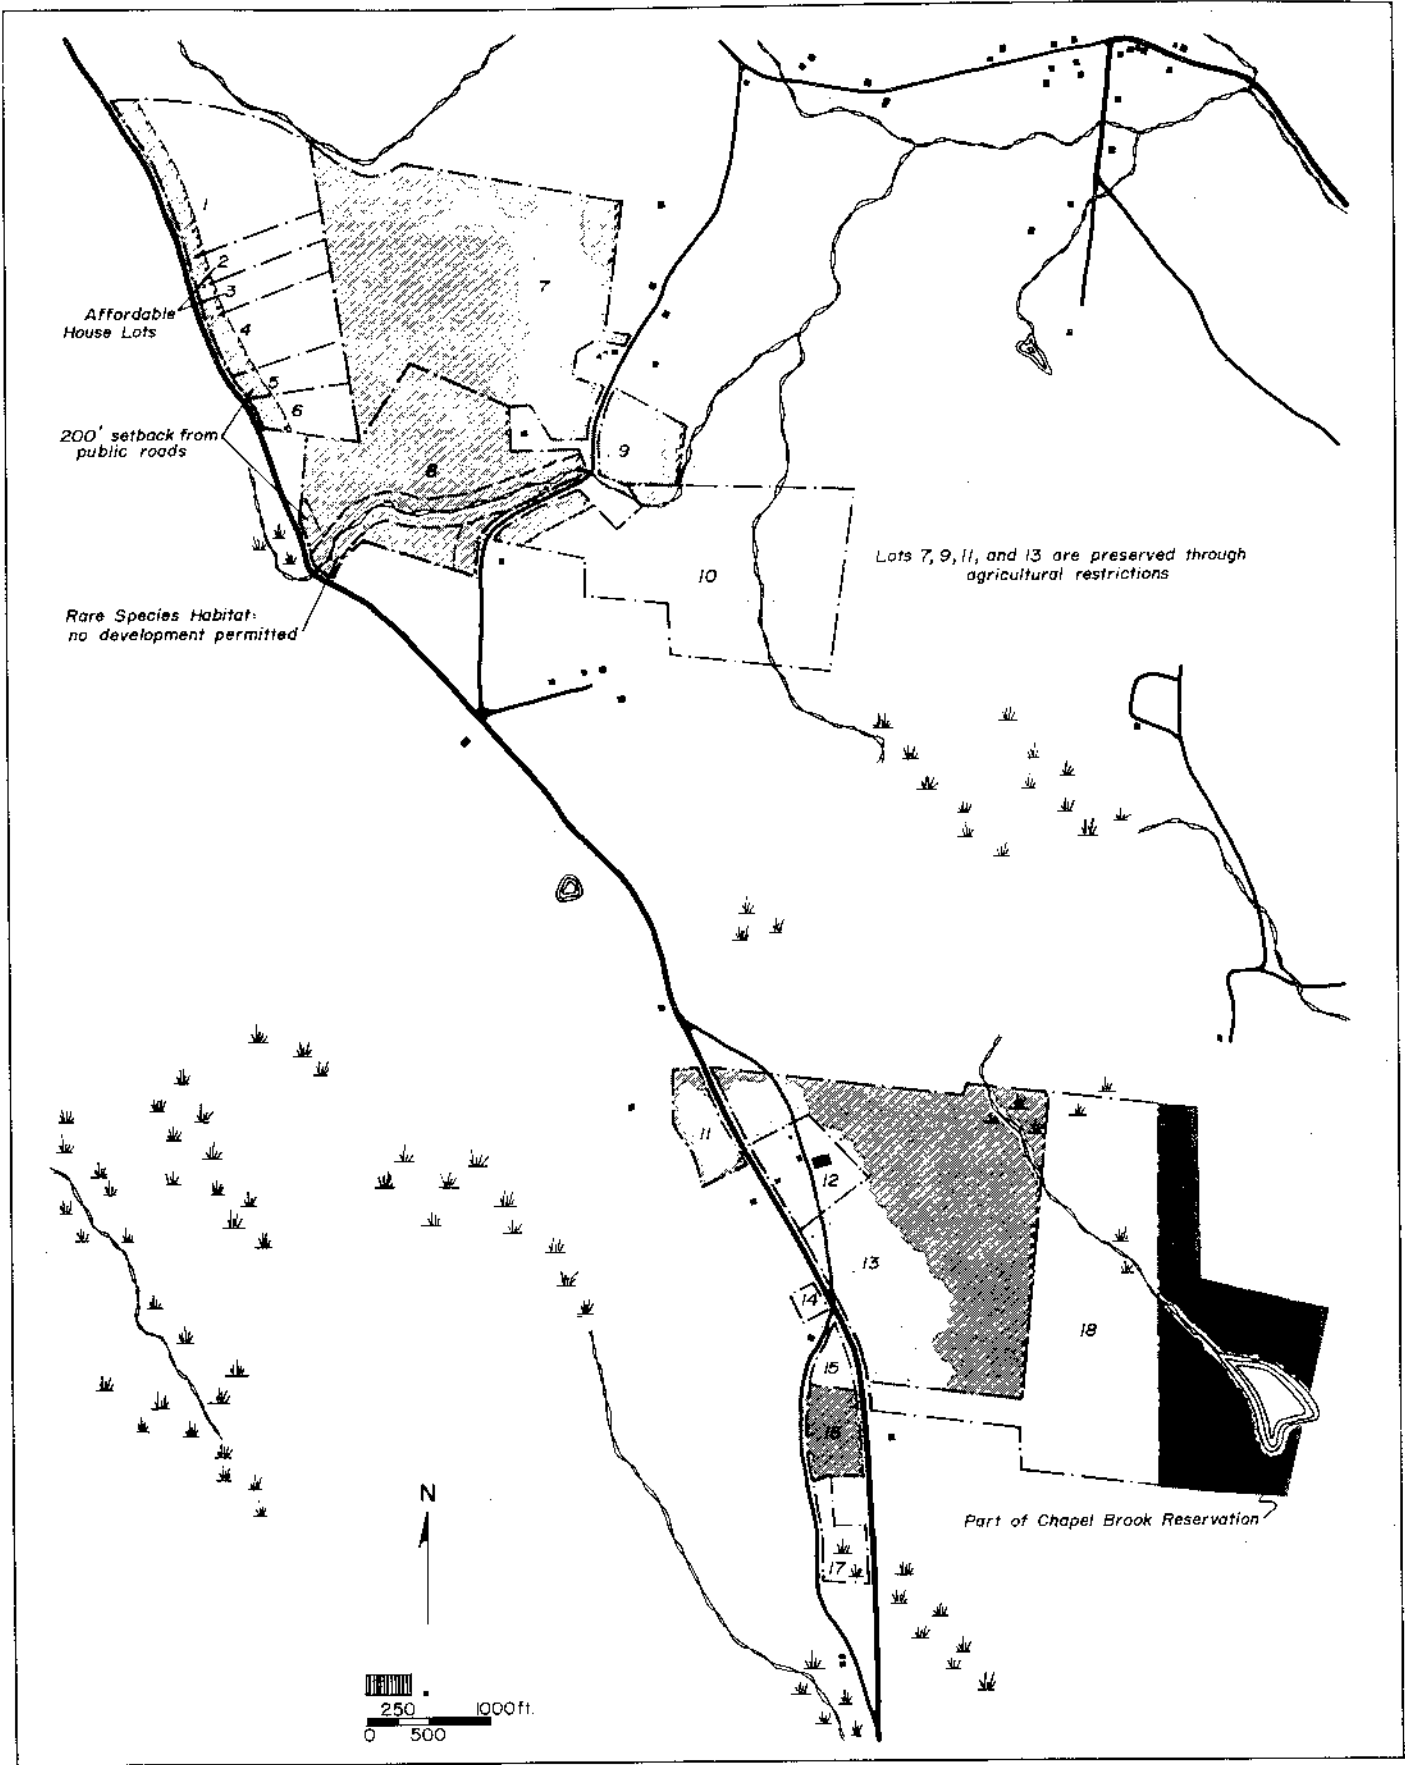 1
2
3
Affordable
House Lots
4
5
6
7
200' setback from
public roads
8
9
10
Lots 7, 9, 11, and 13 are preserved through
agricultural restrictions
Rare Species Habitat:
no development permitted
11
12
13
14
15
16
17
18
Part of Chapel Brook Reservation
N
250 1000ft.
0 500